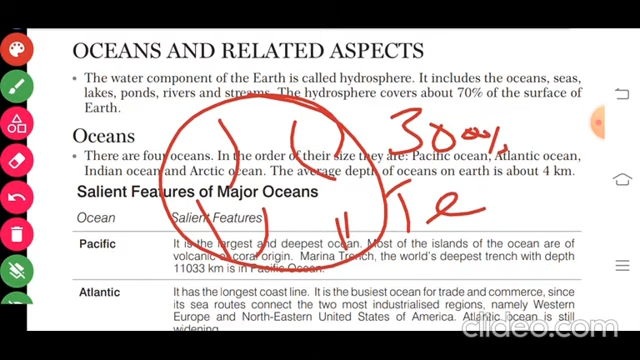 OCEANS AND RELATED ASPECTS
• The water component of the Earth is called hydrosphere. It includes the oceans, seas,
lakes, ponds, rivers and streams. The hydrosphere covers about 70% of the surface of
Earth.
Oceans
• There are four oceans. In the order of their size they are: Pacific ocean, Atlantic ocean,
Indian ocean and Arctic ocean. The average depth of oceans on earth is about 4 km.
Salient Features of Major Oceans
Ocean Salient Features
Pacific It is the largest and deepest ocean. Most of the islands of the ocean are of
volcanic or coral origin. Marina Trench, the world's deepest trench with depth
11033 km is in Pacific Ocean.
Atlantic It has the longest coast line. It is the busiest ocean for trade and commerce, since
its sea routes connect the two most industrialised regions, namely Western
Europe and North-Eastern United States of America. Atlantic ocean is still
widening.
clideo.com